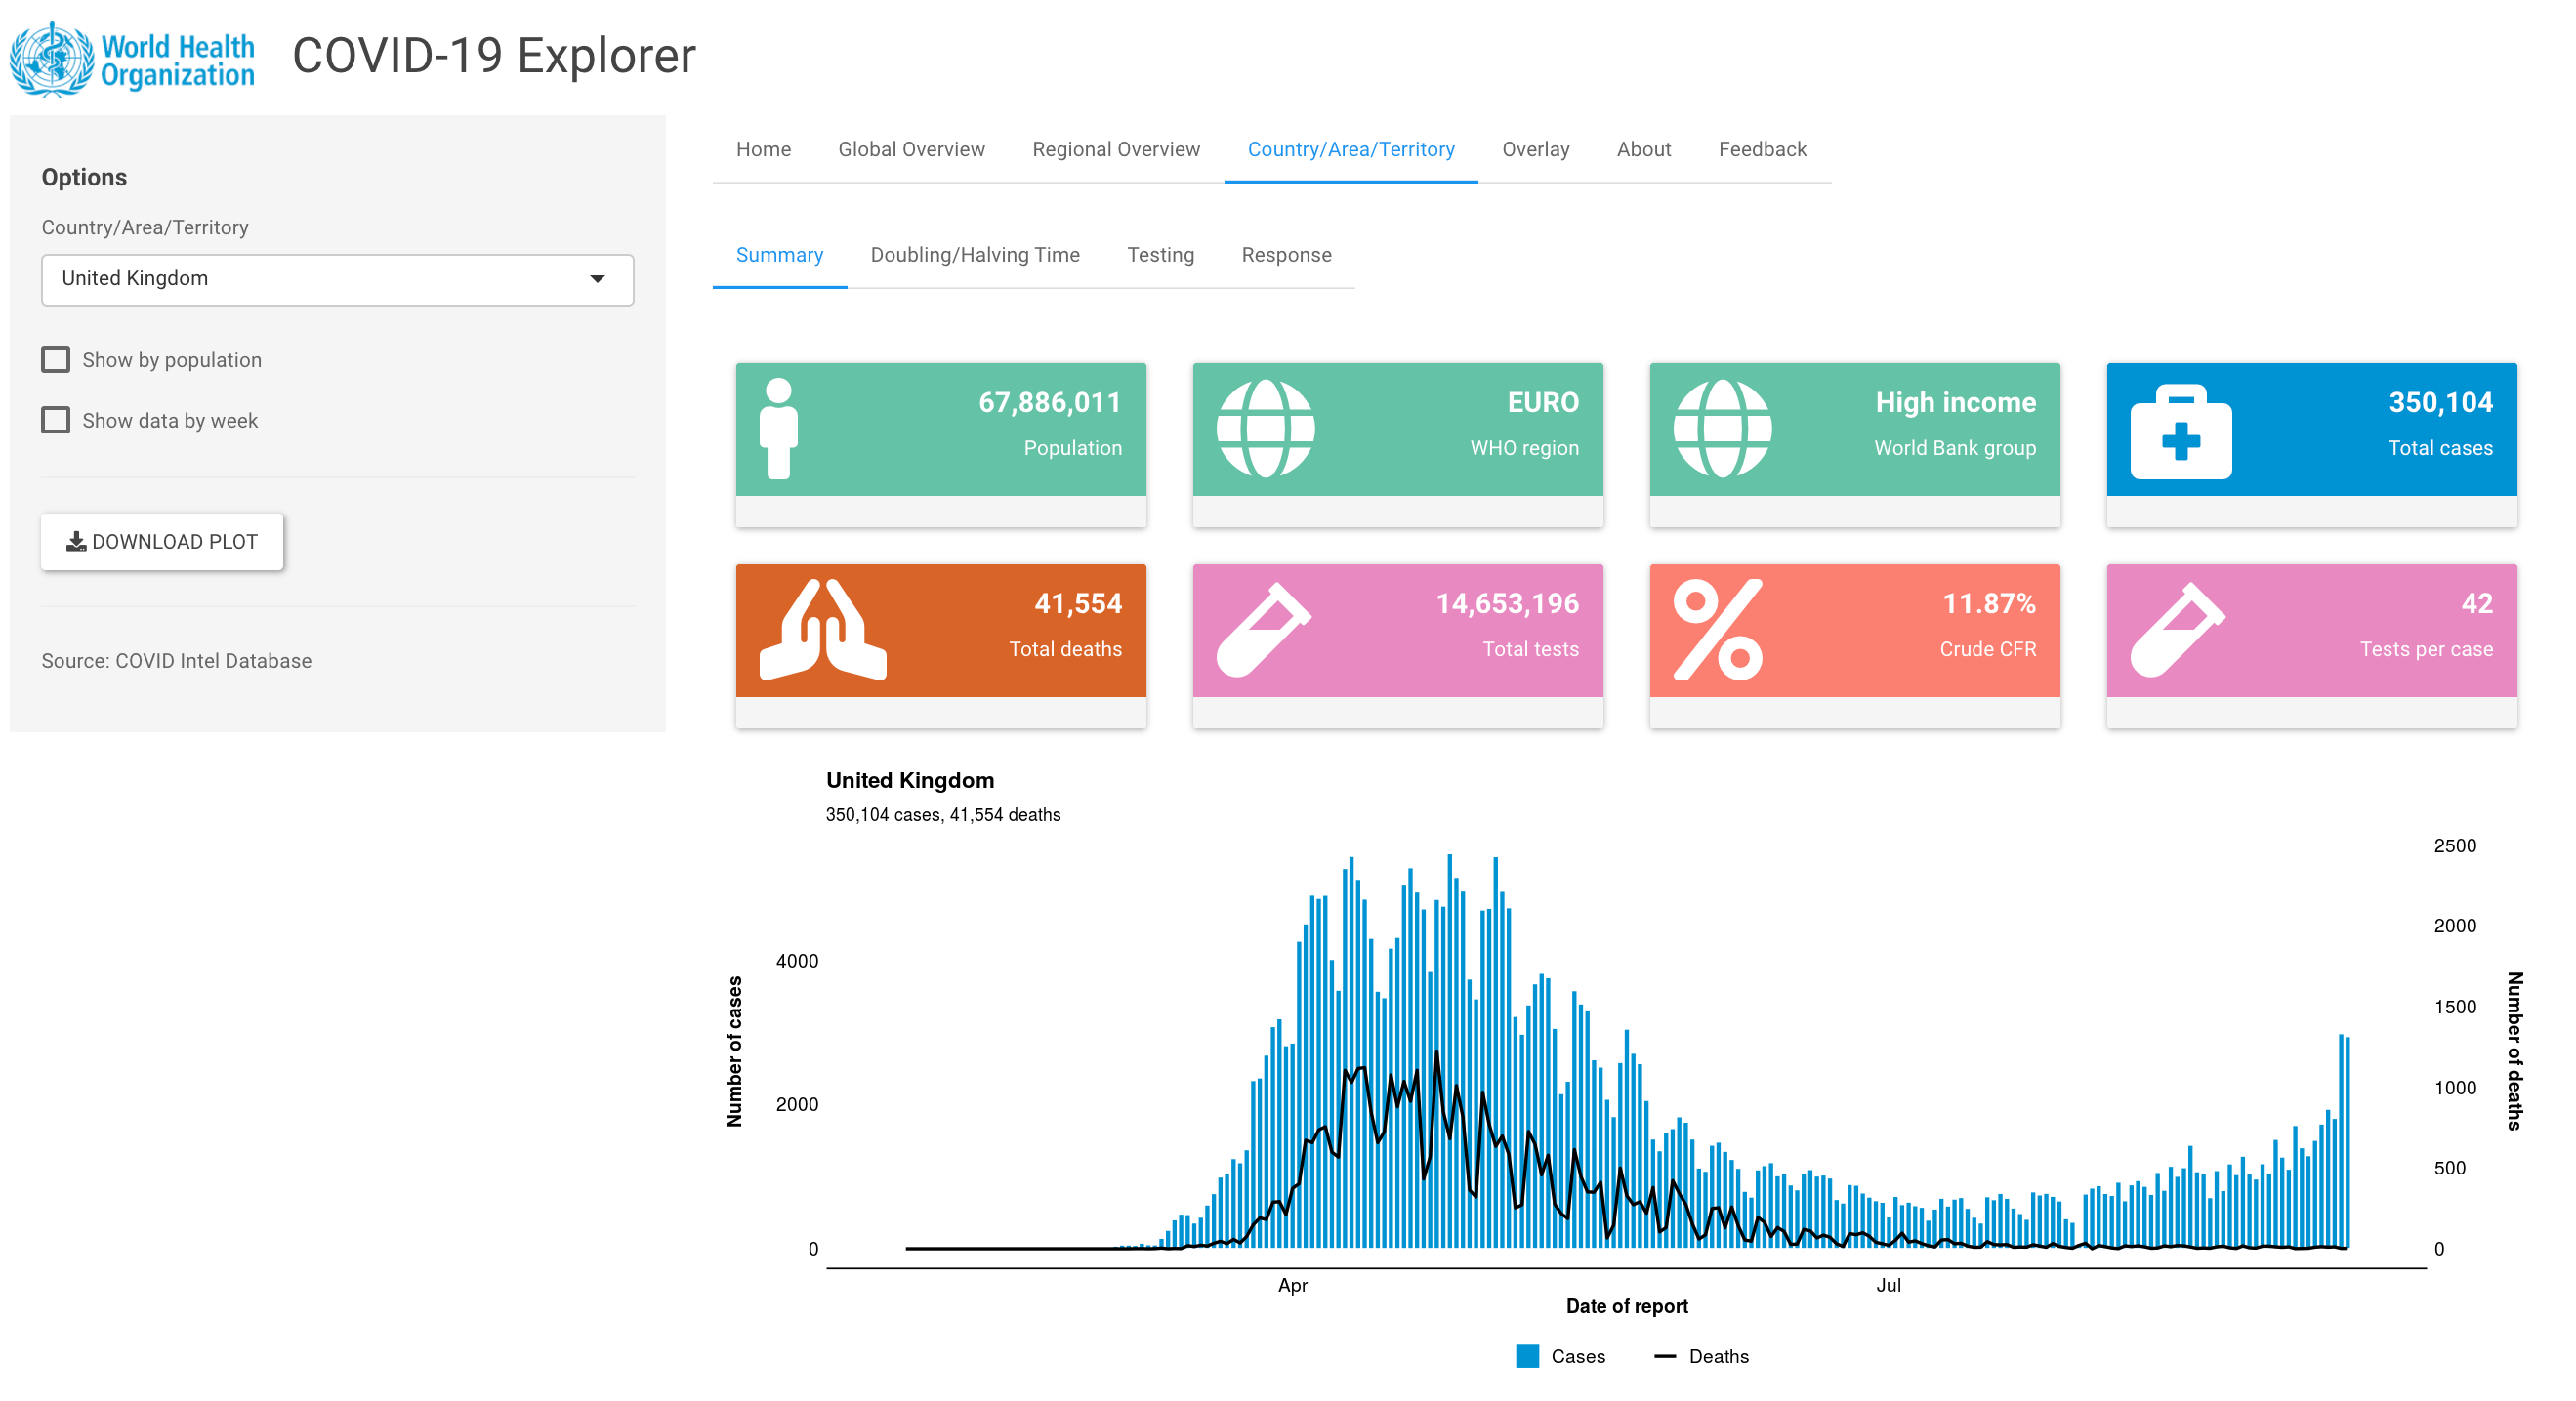 World Health
Organization
COVID-19 Explorer
Options
Country/Area/Territory
United Kingdom
Show by population
Show data by week
DOWNLOAD PLOT
Source: COVID Intel Database
Home Global Overview Regional Overview Country/Area/Territory Overlay About Feedback
Summary Doubling/Halving Time Testing Response
67,886,011
Population
EURO
WHO region
High income
World Bank group
350,104
Total cases
41,554
Total deaths
14,653,196
Total tests
11.87%
Crude CFR
42
Tests per case
United Kingdom
350,104 cases, 41,554 deaths
Number of cases
4000
2000
0
2500
2000
1500
1000
500
0
Number of deaths
Apr Jul
Date of report
Cases Deaths